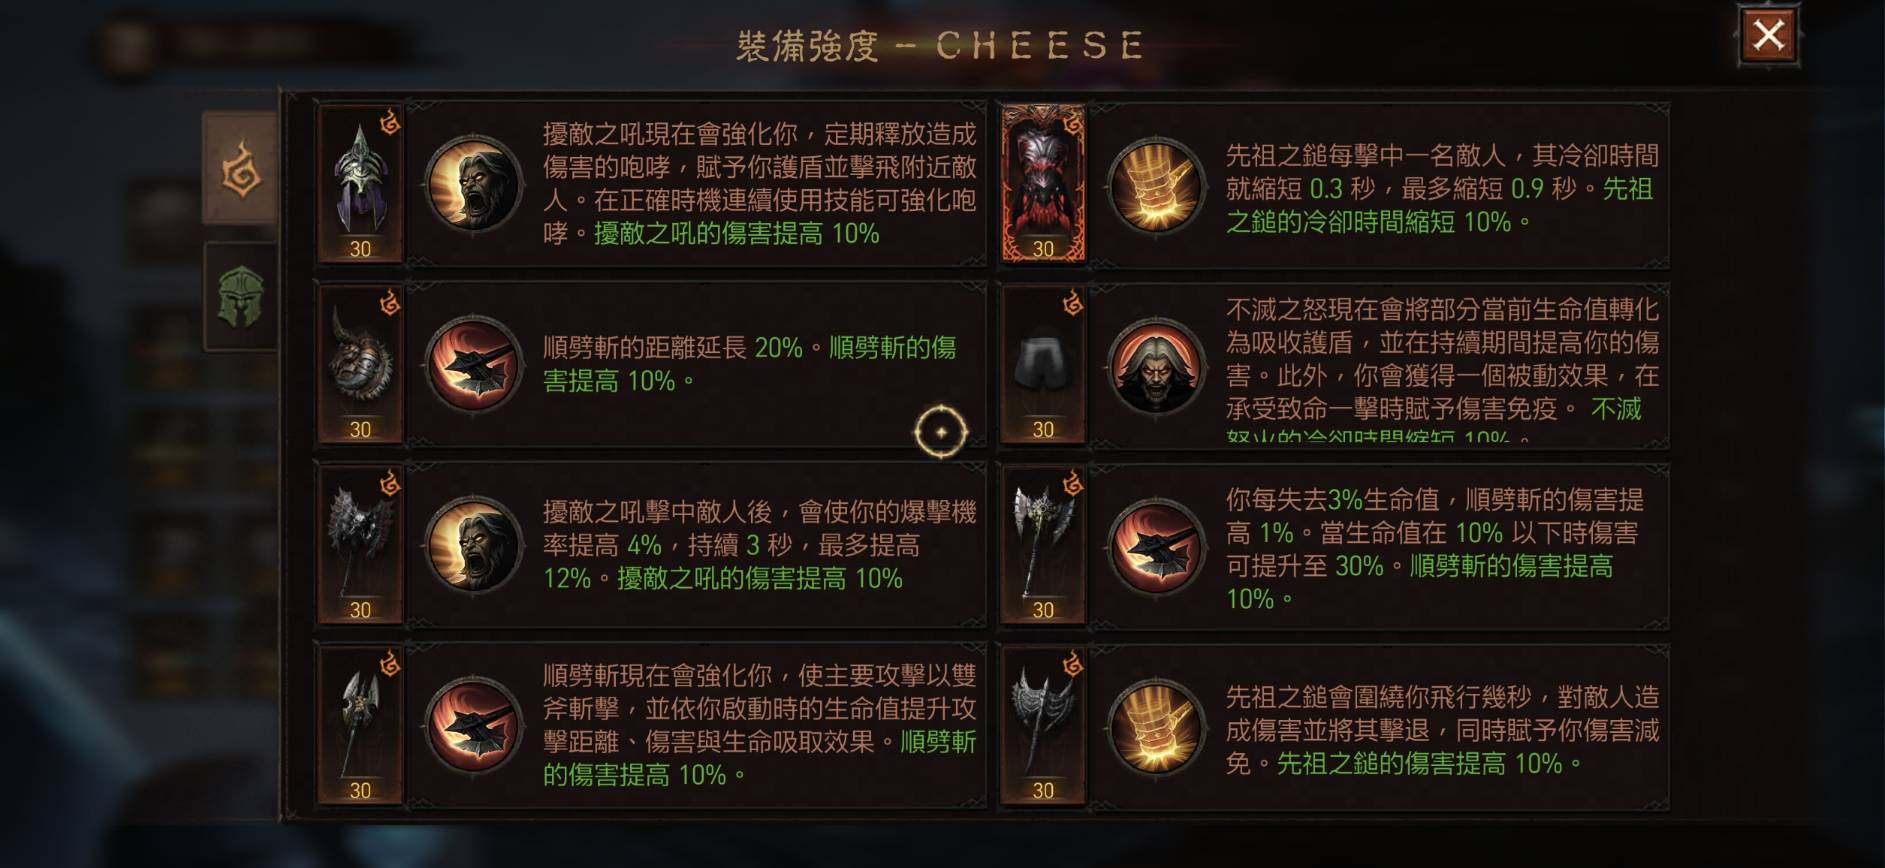 裝備強度 – CHEESE
擾敵之吼現在會強化你，定期釋放造成
傷害的咆哮，賦予你護盾並擊飛附近敵
人。在正確時機連續使用技能可強化咆
哮。擾敵之吼的傷害提高 10%
30
先祖之鎚每擊中一名敵人，其冷卻時間
就縮短 0.3 秒，最多縮短 0.9 秒。先祖
之鎚的冷卻時間縮短 10%。
30
順劈斬的距離延長 20%。順劈斬的傷
害提高 10%。
30
不滅之怒現在會將部分當前生命值轉化
為吸收護盾，並在持續期間提高你的傷
害。此外，你會獲得一個被動效果，在
承受致命一擊時賦予傷害免疫。 不滅
怒火的冷卻時間縮短 10%。
30
擾敵之吼擊中敵人後，會使你的爆擊機
率提高 4%，持續 3 秒，最多提高
12%。擾敵之吼的傷害提高 10%
30
你每失去3%生命值，順劈斬的傷害提
高 1%。當生命值在 10% 以下時傷害
可提升至 30%。順劈斬的傷害提高
10%。
30
順劈斬現在會強化你，使主要攻擊以雙
斧斬擊，並依你啟動時的生命值提升攻
擊距離、傷害與生命吸取效果。順劈斬
的傷害提高 10%。
30
先祖之鎚會圍繞你飛行幾秒，對敵人造
成傷害並將其擊退，同時賦予你傷害減
免。先祖之鎚的傷害提高 10%。
30